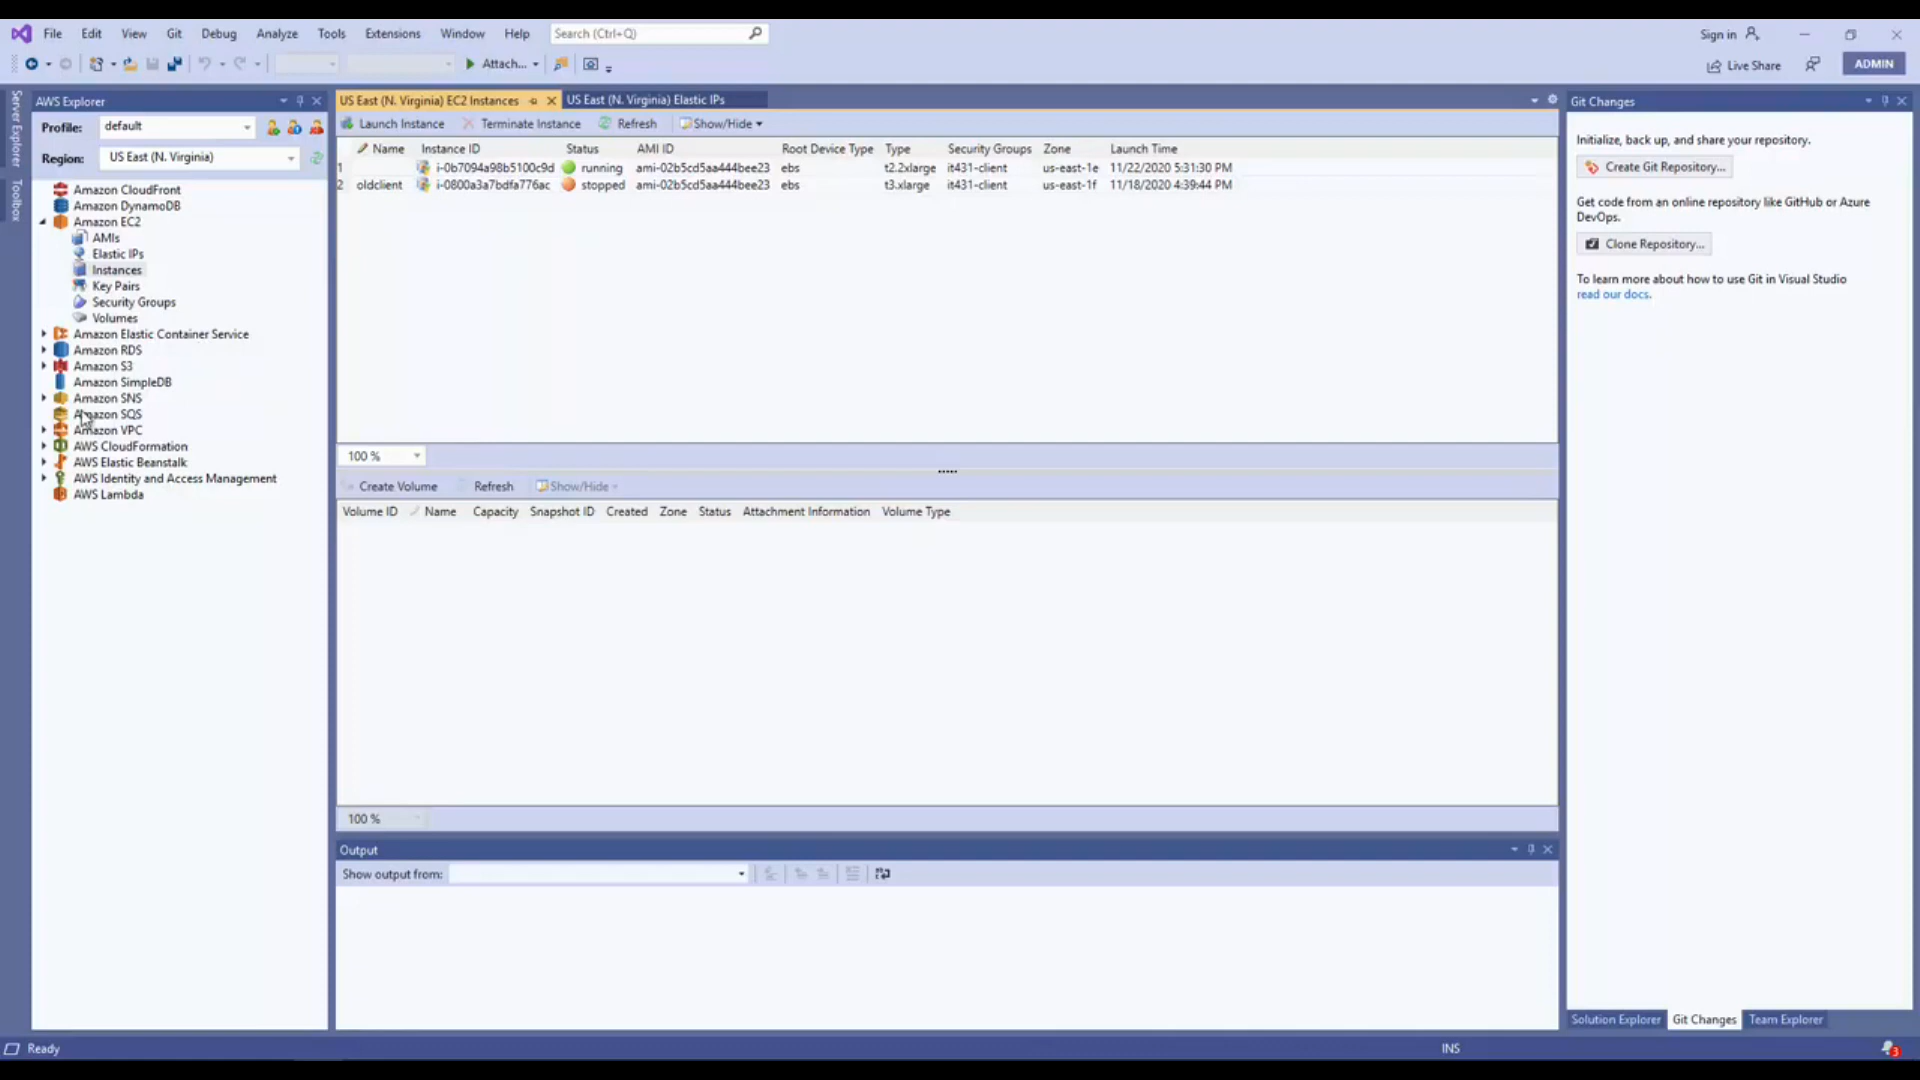 File Edit View Git Debug Analyze Tools Extensions Window Help Search (Ctrl+Q) Sign in
Attach... Live Share ADMIN
Server Explorer
Toolbox
AWS Explorer
Profile: default
Region: US East (N. Virginia)
Amazon CloudFront
Amazon DynamoDB
Amazon EC2
AMIs
Elastic IPs
Instances
Key Pairs
Security Groups
Volumes
Amazon Elastic Container Service
Amazon RDS
Amazon S3
Amazon SimpleDB
Amazon SNS
Amazon SQS
Amazon VPC
AWS CloudFormation
AWS Elastic Beanstalk
AWS Identity and Access Management
AWS Lambda
US East (N. Virginia) EC2 Instances US East (N. Virginia) Elastic IPs
Launch Instance Terminate Instance Refresh Show/Hide
Name Instance ID Status AMI ID Root Device Type Type Security Groups Zone Launch Time
1 i-0b7094a98b5100c9d running ami-02b5cd5aa444bee23 ebs t2.2xlarge it431-client us-east-1e 11/22/2020 5:31:30 PM
2 oldclient i-0800a3a7bdfa776ac stopped ami-02b5cd5aa444bee23 ebs t3.xlarge it431-client us-east-1f 11/18/2020 4:39:44 PM
100 %
Create Volume Refresh Show/Hide
Volume ID Name Capacity Snapshot ID Created Zone Status Attachment Information Volume Type
100 %
Output
Show output from:
Git Changes
Initialize, back up, and share your repository.
Create Git Repository...
Get code from an online repository like GitHub or Azure
DevOps.
Clone Repository...
To learn more about how to use Git in Visual Studio
read our docs.
Solution Explorer Git Changes Team Explorer
Ready INS 3